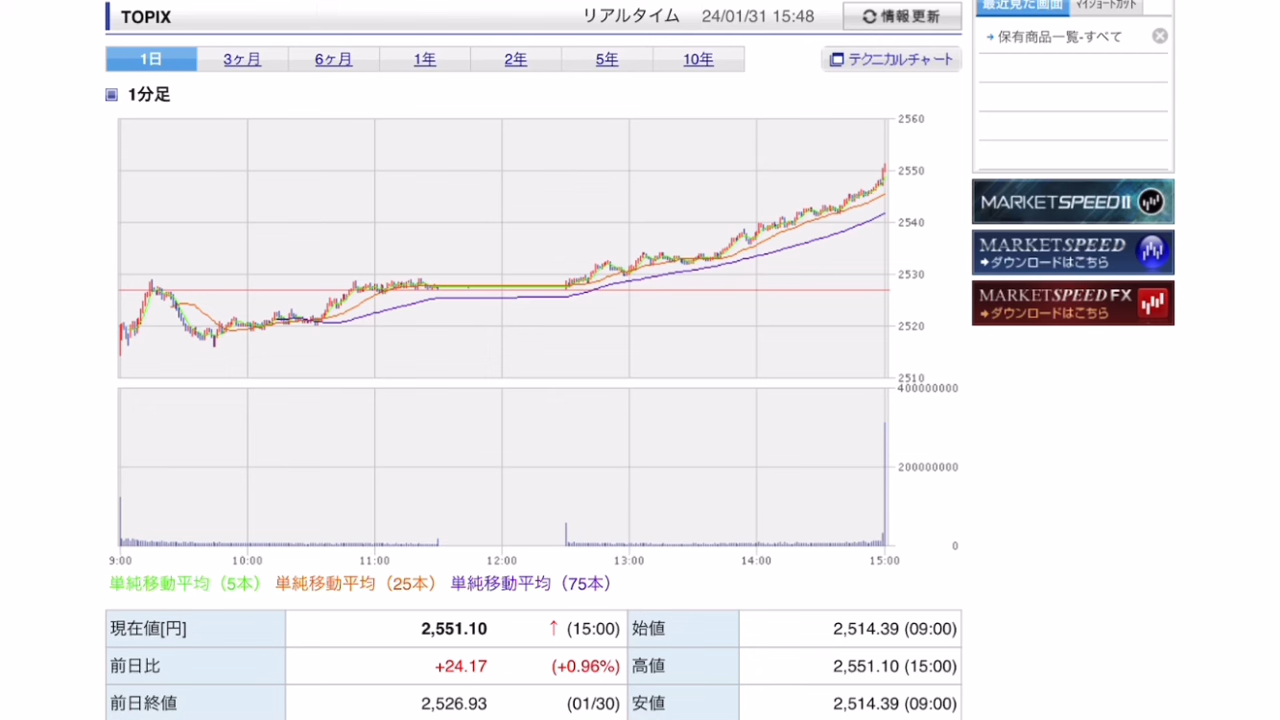 TOPIX
リアルタイム 24/01/31 15:48
情報更新
最近見た画面
マイショートカット
保有商品一覧-すべて
1日 3ヶ月 6ヶ月 1年 2年 5年 10年
テクニカルチャート
1分足
2560
2550
2540
2530
2520
2510
400000000
200000000
0
9:00 10:00 11:00 12:00 13:00 14:00 15:00
単純移動平均（5本） 単純移動平均（25本） 単純移動平均（75本）
現在値[円] 2,551.10 ↑ (15:00) 始値 2,514.39 (09:00)
前日比 +24.17 (+0.96%) 高値 2,551.10 (15:00)
前日終値 2,526.93 (01/30) 安値 2,514.39 (09:00)
MARKETSPEED II
MARKETSPEED
ダウンロードはこちら
MARKETSPEED FX
ダウンロードはこちら